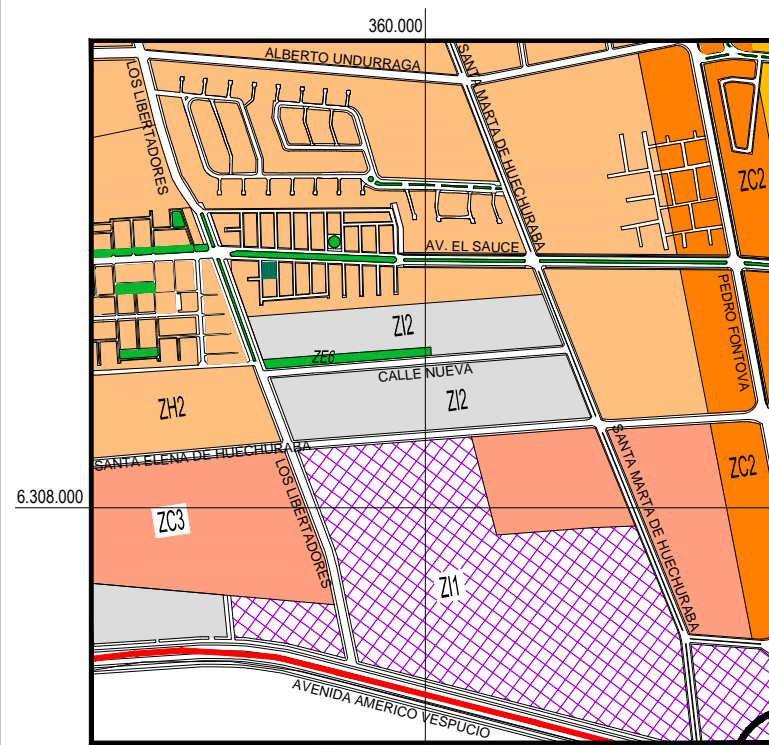 360.000
ALBERTO UNDURRAGA
SANTA MARTA DE HUECHURABA
LOS LIBERTADORES
ZC2
AV. EL SAUCE
PEDRO FONTOVA
ZI2
ZE6
CALLE NUEVA
ZH2
ZI2
SANTA ELENA DE HUECHURABA
SANTA MARTA DE HUECHURABA
ZC2
LOS LIBERTADORES
6.308.000
ZC3
ZI1
AVENIDA AMERICO VESPUCIO